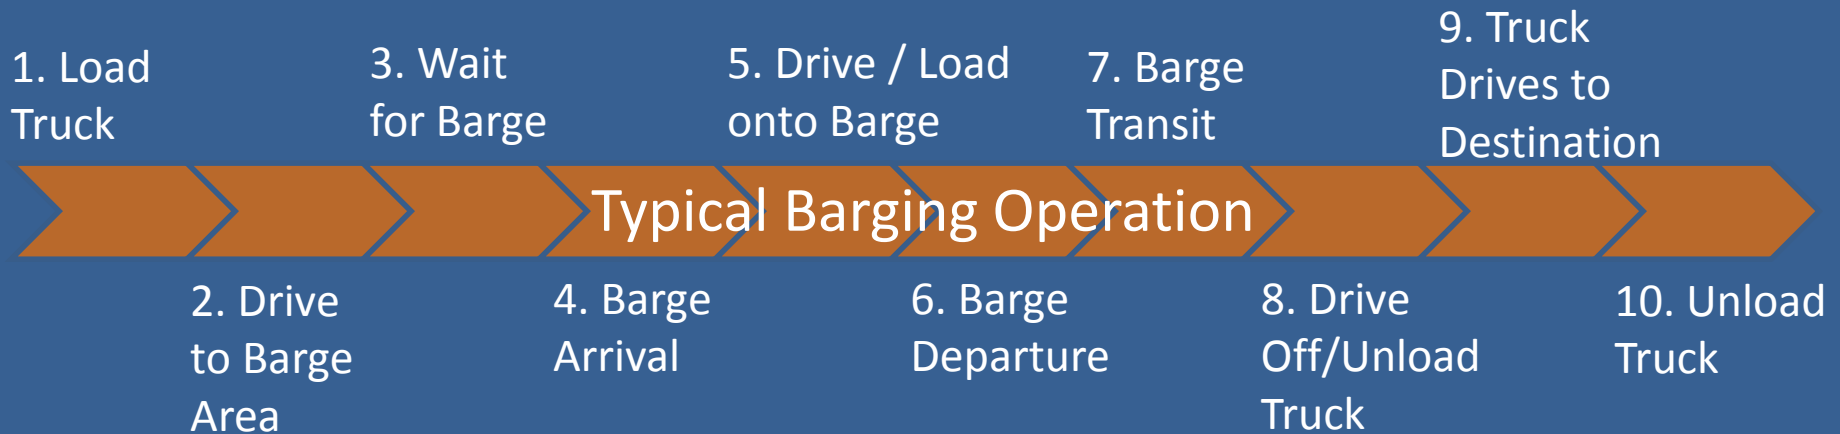 1. Load
Truck
2. Drive
to Barge
Area
3. Wait
for Barge
4. Barge
Arrival
5. Drive / Load
onto Barge
6. Barge
Departure
7. Barge
Transit
8. Drive
Off/Unload
Truck
9. Truck
Drives to
Destination
10. Unload
Truck
Typical Barging Operation